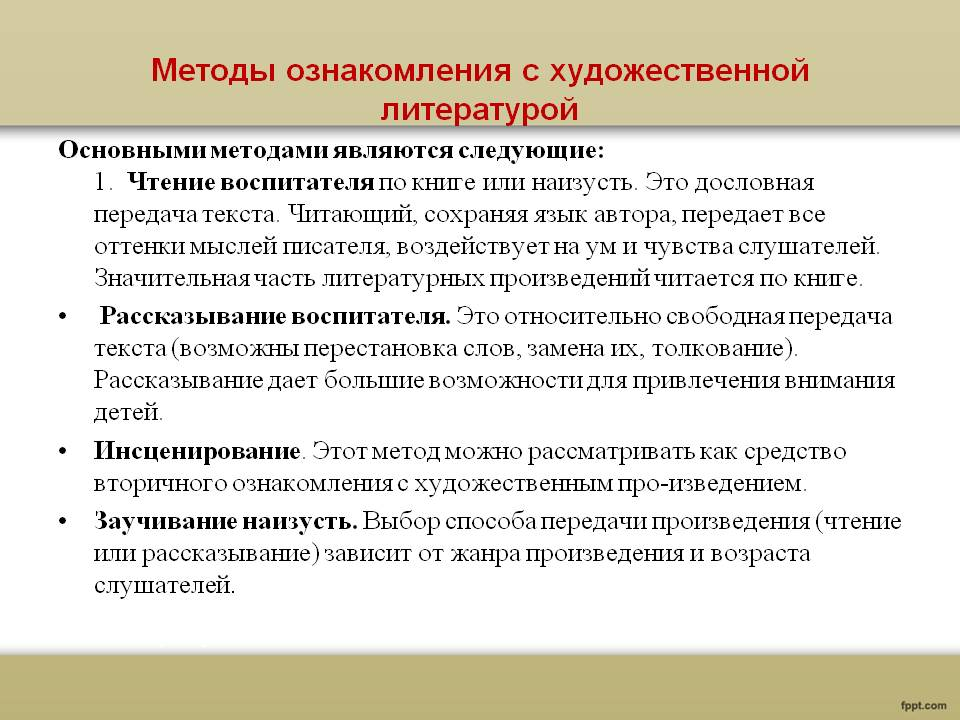 Методы ознакомления с художественной
литературой
Основными методами являются следующие:
1. Чтение воспитателя по книге или наизусть. Это дословная
передача текста. Читающий, сохраняя язык автора, передает все
оттенки мыслей писателя, воздействует на ум и чувства слушателей.
Значительная часть литературных произведений читается по книге.
• Рассказывание воспитателя. Это относительно свободная передача
текста (возможны перестановка слов, замена их, толкование).
Рассказывание дает большие возможности для привлечения внимания
детей.
• Инсценирование. Этот метод можно рассматривать как средство
вторичного ознакомления с художественным про-изведением.
• Заучивание наизусть. Выбор способа передачи произведения (чтение
или рассказывание) зависит от жанра произведения и возраста
слушателей.
fppt.com